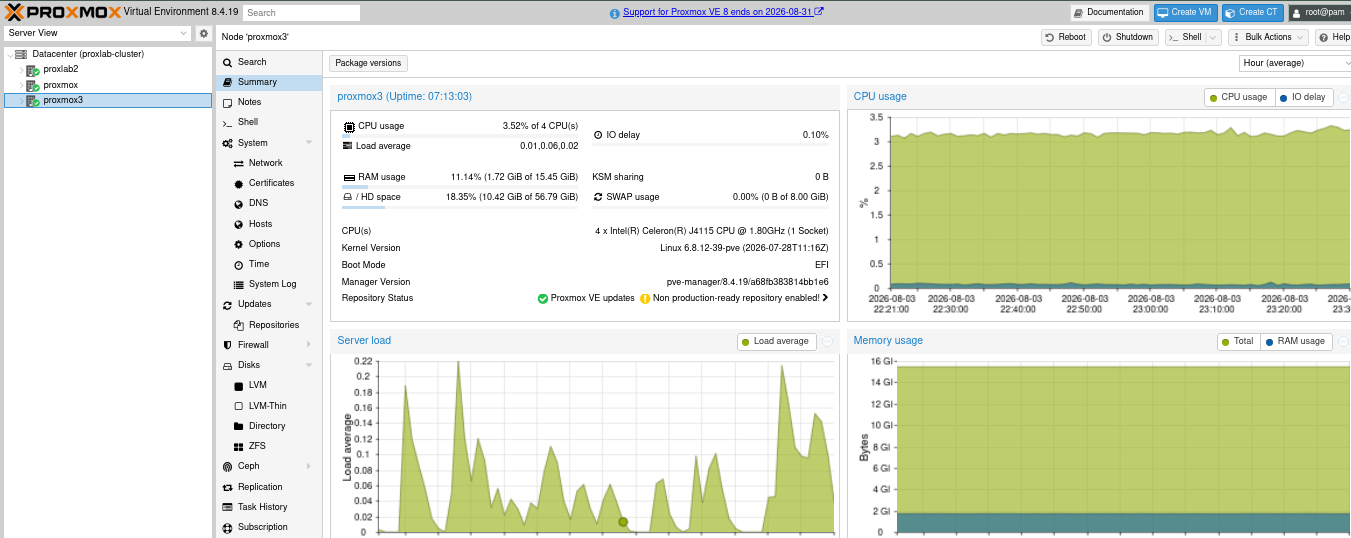 PROXMOX Virtual Environment 8.4.19 Search Support for Proxmox VE 8 ends on 2026-08-31 Documentation Create VM Create CT root@pam
Server View
Node 'proxmox3' Reboot Shutdown Shell Bulk Actions Help
Datacenter (proxlab-cluster)
proxlab2
proxmox
proxmox3
Search
Summary
Notes
Shell
System
Network
Certificates
DNS
Hosts
Options
Time
System Log
Updates
Repositories
Firewall
Disks
LVM
LVM-Thin
Directory
ZFS
Ceph
Replication
Task History
Subscription
Package versions Hour (average)
proxmox3 (Uptime: 07:13:03)
CPU usage 3.52% of 4 CPU(s)
Load average 0.01,0.06,0.02
IO delay 0.10%
RAM usage 11.14% (1.72 GiB of 15.45 GiB)
KSM sharing 0 B
/ HD space 18.35% (10.42 GiB of 56.79 GiB)
SWAP usage 0.00% (0 B of 8.00 GiB)
CPU(s) 4 x Intel(R) Celeron(R) J4115 CPU @ 1.80GHz (1 Socket)
Kernel Version Linux 6.8.12-39-pve (2026-07-28T11:16Z)
Boot Mode EFI
Manager Version pve-manager/8.4.19/a68fb383814bb1e6
Repository Status Proxmox VE updates Non production-ready repository enabled!
CPU usage CPU usage IO delay
3.5
3
2.5
2
1.5
1
0.5
0
%
2026-08-03 2026-08-03 2026-08-03 2026-08-03 2026-08-03 2026-08-03 2026-08-03 2026-0
22:21:00 22:30:00 22:40:00 22:50:00 23:00:00 23:10:00 23:20:00 23:3
Server load Load average
0.22
0.2
0.18
0.16
0.14
0.12
0.1
0.08
0.06
0.04
0.02
0
Load average
Memory usage Total RAM usage
16 Gi
14 Gi
12 Gi
10 Gi
8 Gi
6 Gi
4 Gi
2 Gi
0
Bytes